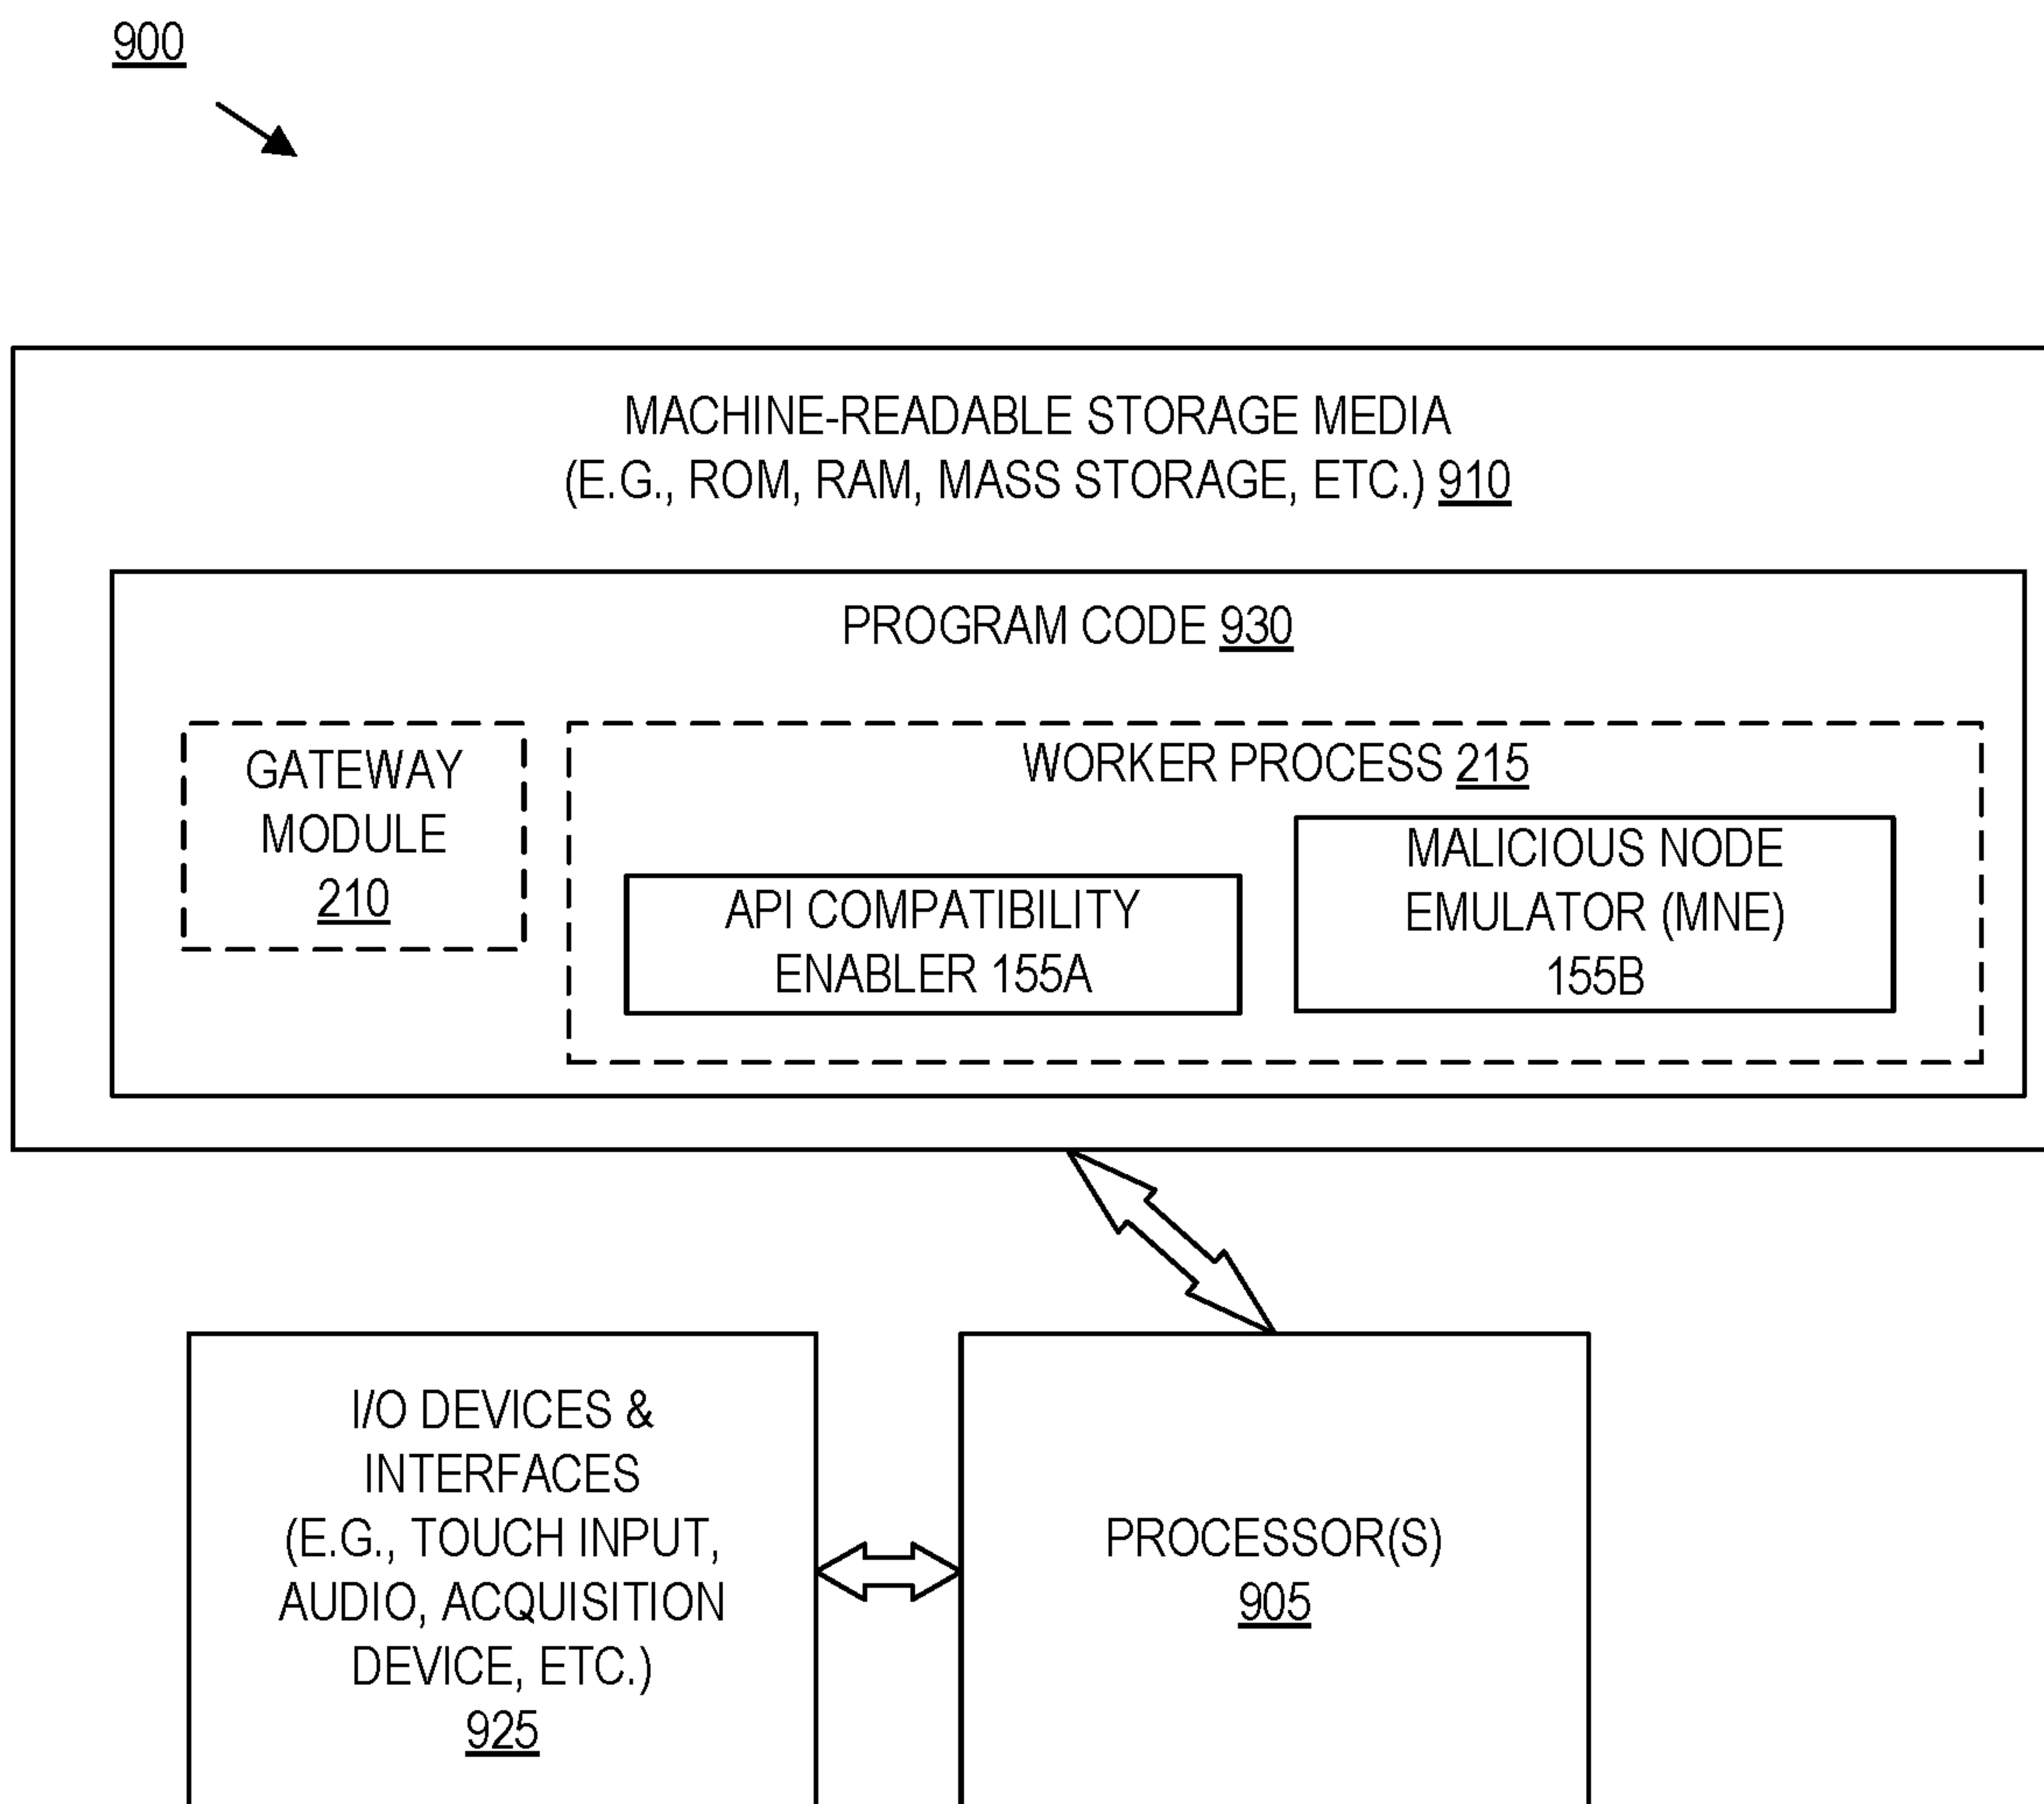 900
MACHINE-READABLE STORAGE MEDIA
(E.G., ROM, RAM, MASS STORAGE, ETC.) 910
PROGRAM CODE 930
GATEWAY
MODULE
210
WORKER PROCESS 215
API COMPATIBILITY
ENABLER 155A
MALICIOUS NODE
EMULATOR (MNE)
155B
I/O DEVICES &
INTERFACES
(E.G., TOUCH INPUT,
AUDIO, ACQUISITION
DEVICE, ETC.)
925
PROCESSOR(S)
905